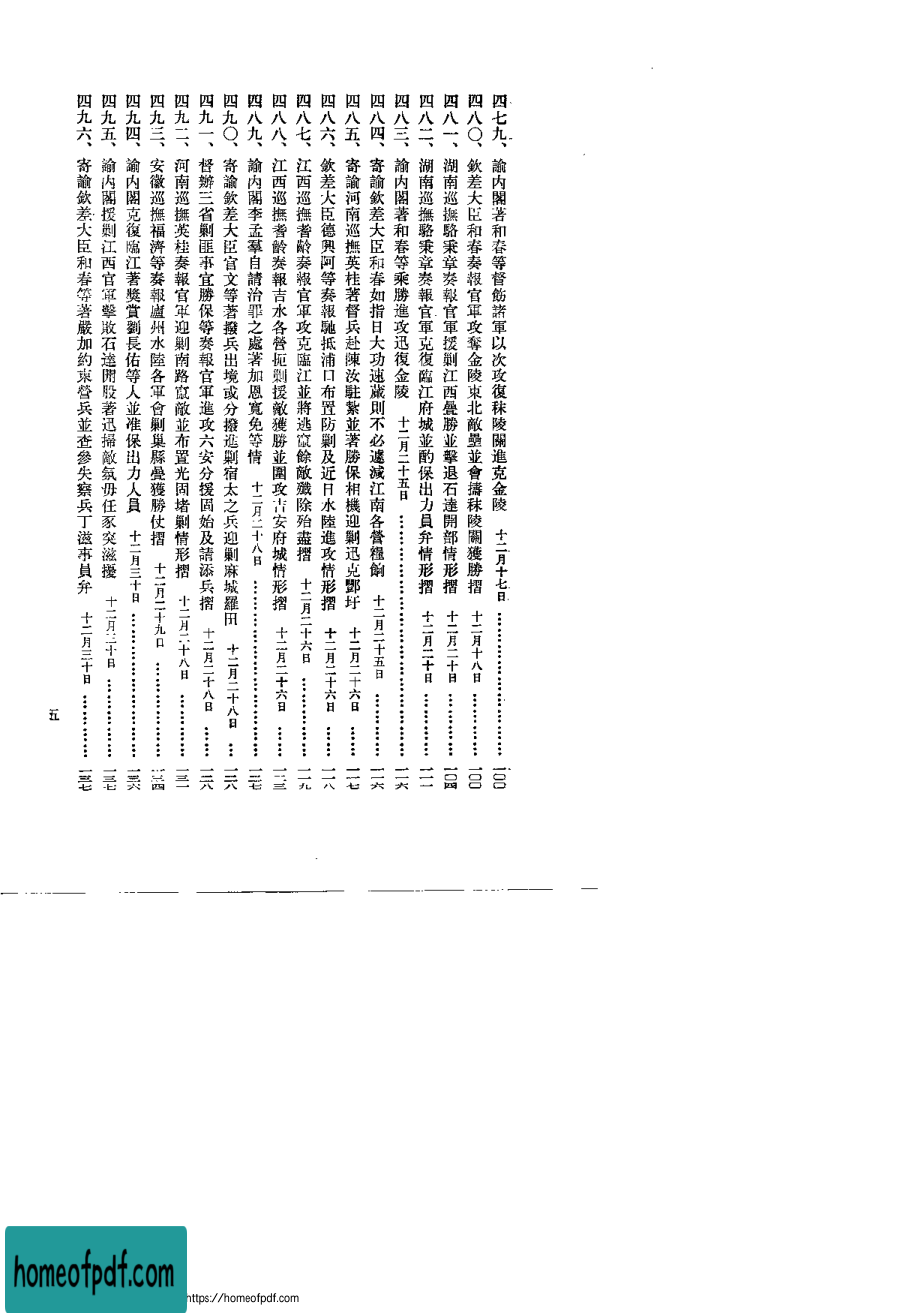 四七九、諭内閣著和春等督飭諸軍以次攻復秣陵關進克金陵 十二月十七日 …… 一〇〇
四八〇、欽差大臣和春奏報官軍攻奪金陵東北敵壘並會擣秣陵關獲勝摺 十二月十八日 …… 一〇〇
四八一、湖南巡撫駱秉章奏報官軍援剿江西疊勝並擊退石達開部情形摺 十二月二十日 …… 一〇四
四八二、湖南巡撫駱秉章奏報官軍克復臨江府城並酌保出力員弁情形摺 十二月二十日 …… 一一一
四八三、諭内閣著和春等乘勝進攻迅復金陵 十二月二十五日 …… 一一六
四八四、寄諭欽差大臣和春如指日大功速蕆則不必遽減江南各營糧餉 十二月二十五日 …… 一一六
四八五、寄諭河南巡撫英桂著督兵赴陳汝駐紮並著勝保相機迎剿迅克酆圩 十二月二十六日 …… 一一七
四八六、欽差大臣德興阿等奏報馳抵浦口布置防剿及近日水陸進攻情形摺 十二月二十六日 …… 一一八
四八七、江西巡撫耆齡奏報官軍攻克臨江並將逃竄餘敵殲除殆盡摺 十二月二十六日 …… 一一九
四八八、江西巡撫耆齡奏報吉水各營扼剿援敵獲勝並圍攻吉安府城情形摺 十二月二十六日 …… 一二三
四八九、諭内閣李孟羣自請治罪之處著加恩寬免等情 十二月二十八日 …… 一二七
四九〇、寄諭欽差大臣官文等著撥兵出境或分撥進剿宿太之兵迎剿麻城羅田 十二月二十八日 … 一二八
四九一、督辦三省剿匪事宜勝保等奏報官軍進攻六安分援固始及請添兵摺 十二月二十八日 …… 一二八
四九二、河南巡撫英桂奏報官軍迎剿南路竄敵並布置光固堵剿情形摺 十二月二十八日 …… 一三一
四九三、安徽巡撫福濟等奏報廬州水陸各軍會剿巢縣疊獲勝仗摺 十二月二十九日 …… 一三四
四九四、諭内閣克復臨江著獎賞劉長佑等人並准保出力人員 十二月三十日 …… 一三六
四九五、諭内閣援剿江西官軍擊敗石達開股著迅掃敵氛毋任豕突滋擾 十二月三十日 …… 一三七
四九六、寄諭欽差大臣和春等著嚴加約束營兵並查參失察兵丁滋事員弁 十二月三十日 …… 一三七
五
homeofpdf.com
https://homeofpdf.com